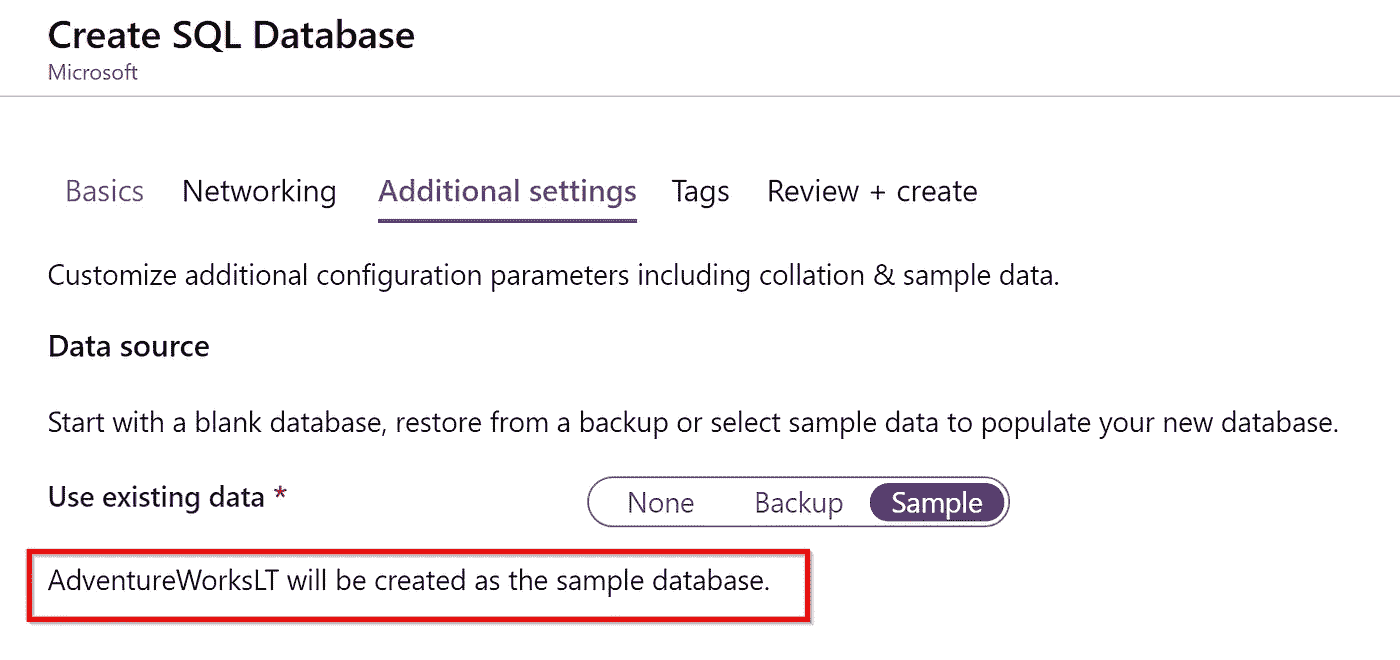 Create SQL Database
Microsoft
Basics Networking Additional settings Tags Review + create
Customize additional configuration parameters including collation & sample data.
Data source
Start with a blank database, restore from a backup or select sample data to populate your new database.
Use existing data * None Backup Sample
AdventureWorksLT will be created as the sample database.